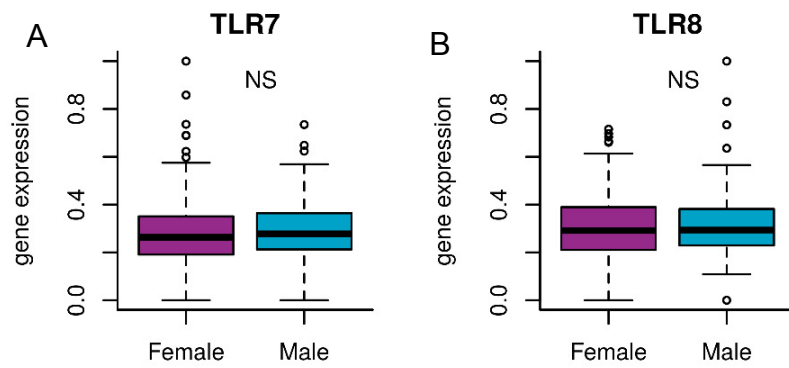 A
TLR7
NS
gene expression
0.8
0.4
0.0
Female Male
B
TLR8
NS
gene expression
0.8
0.4
0.0
Female Male